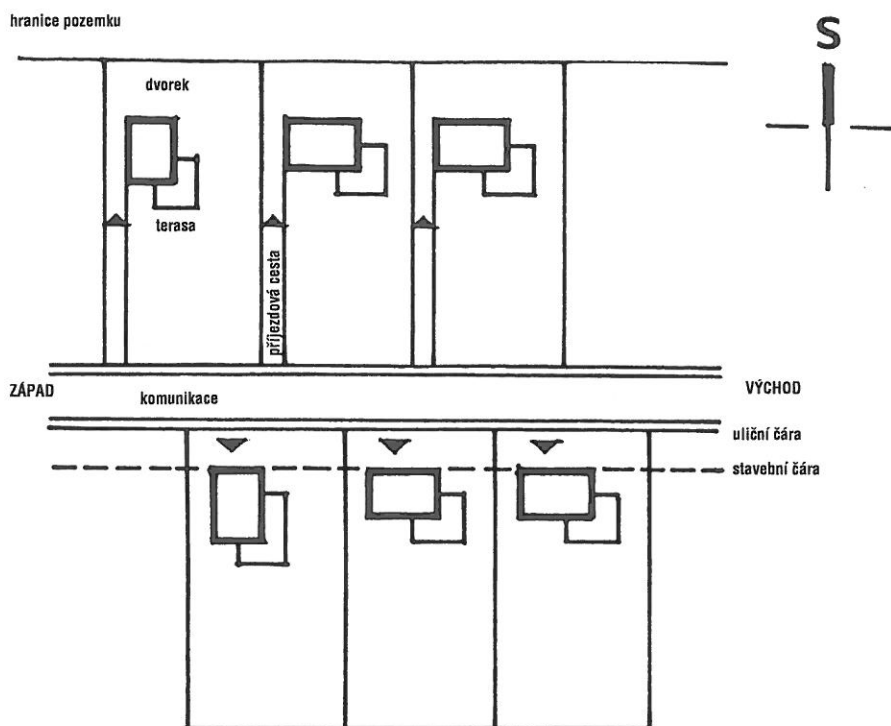 hranice pozemku
S
dvorek
terasa
příjezdová cesta
ZÁPAD
VÝCHOD
komunikace
uliční čára
stavební čára